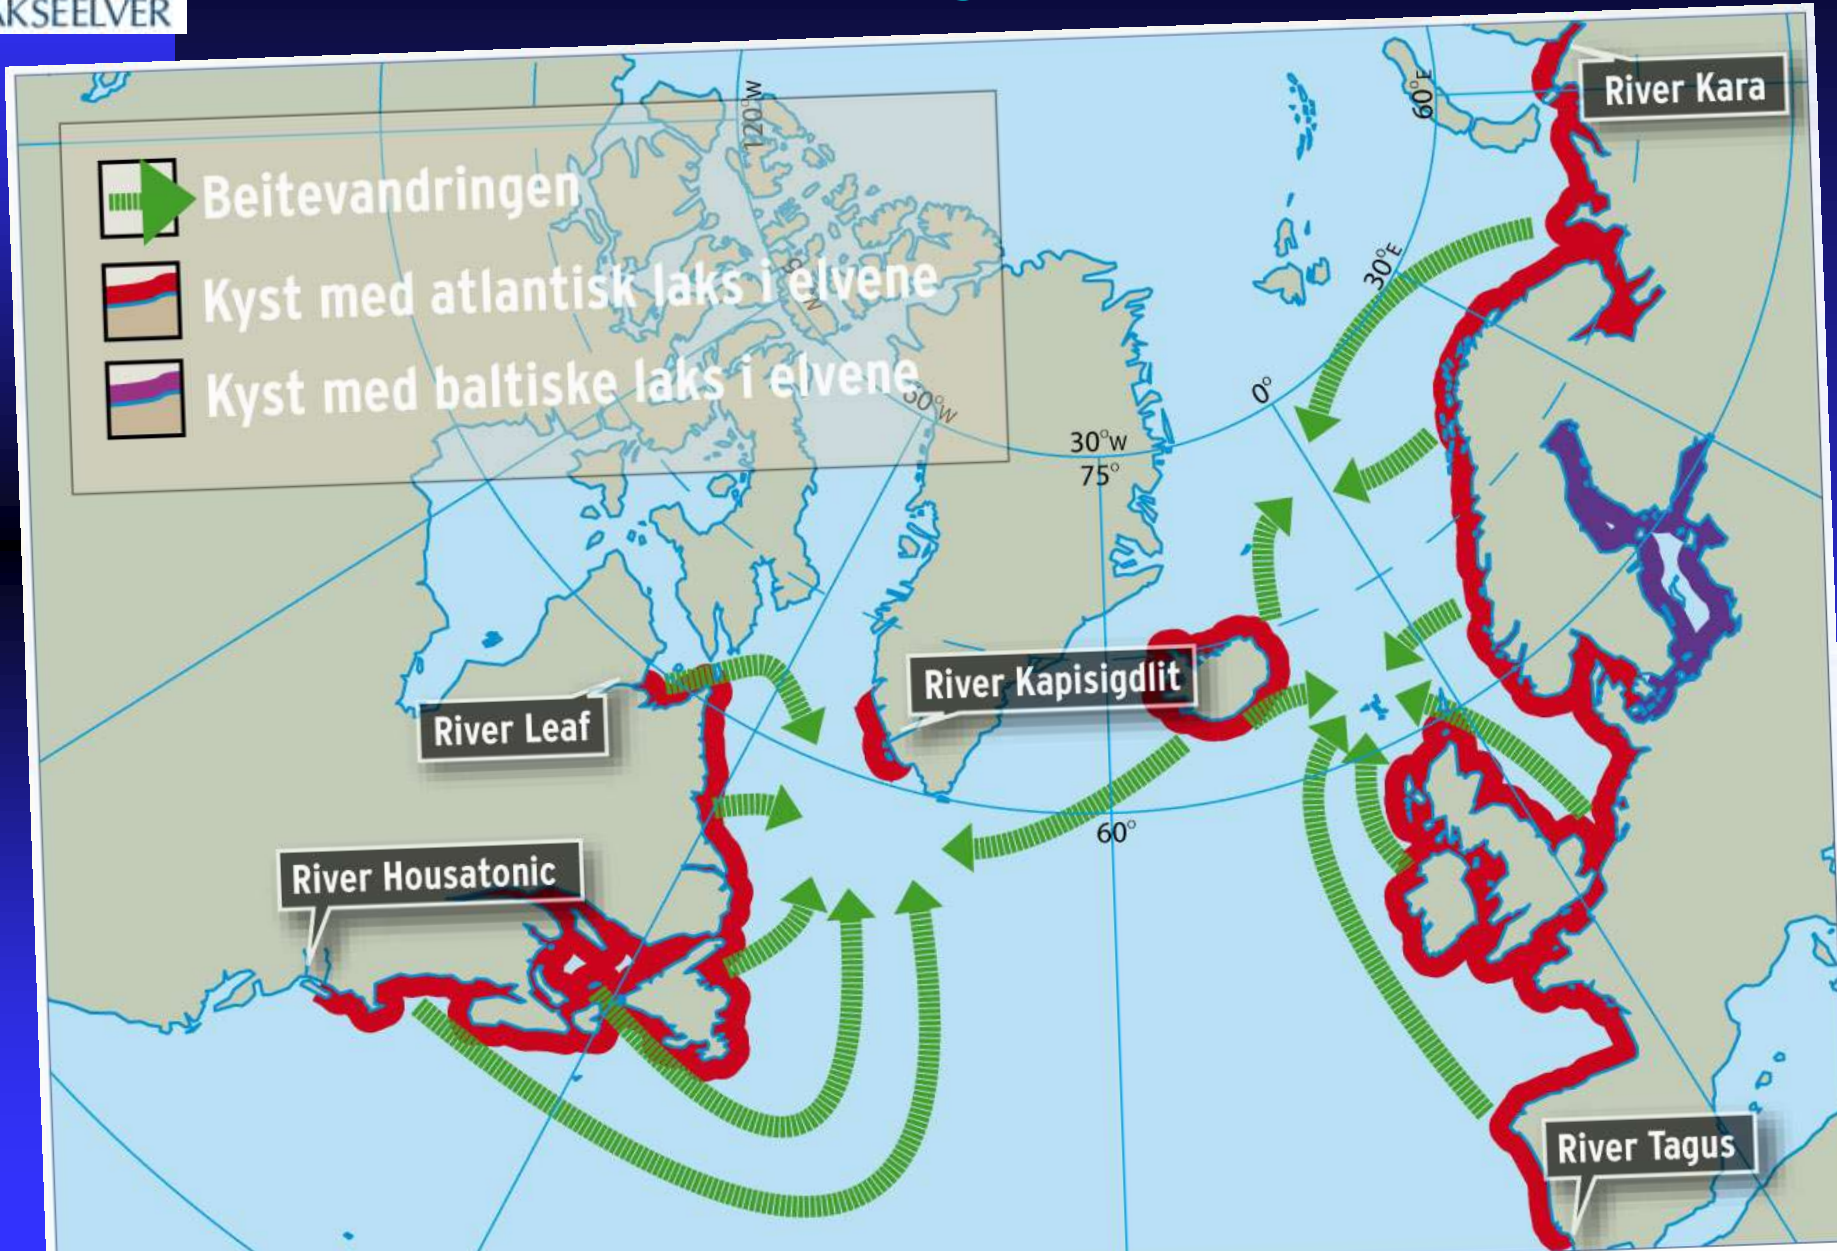 AKSEELVER
River Kara
120°W
60°E
Beitevandringen
30°E
Kyst med atlantisk laks i elvene
Kyst med baltiske laks i elvene
0°
30°W
75°
River Kapisigdlit
River Leaf
60°
River Housatonic
River Tagus